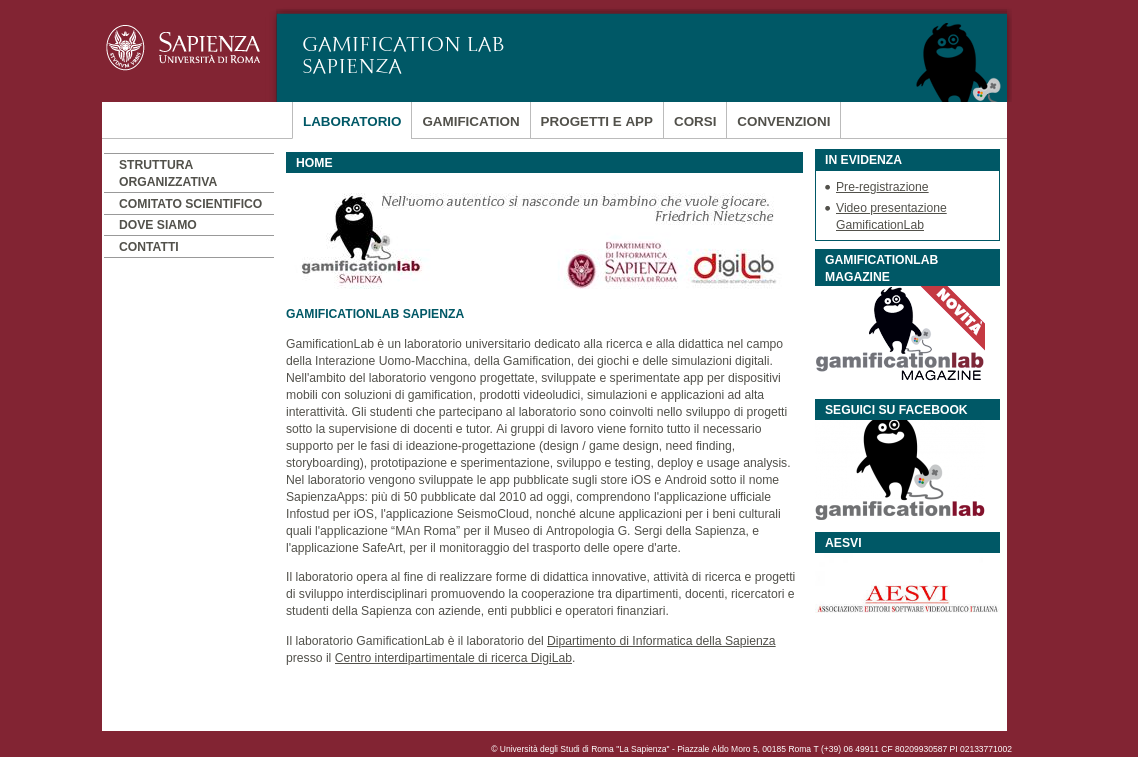 SAPIENZA
UNIVERSITÀ DI ROMA
GAMIFICATION LAB
SAPIENZA
LABORATORIO
GAMIFICATION
PROGETTI E APP
CORSI
CONVENZIONI
STRUTTURA
ORGANIZZATIVA
COMITATO SCIENTIFICO
DOVE SIAMO
CONTATTI
HOME
Nell'uomo autentico si nasconde un bambino che vuole giocare.
Friedrich Nietzsche
gamificationlab
SAPIENZA
DIPARTIMENTO
DI INFORMATICA
SAPIENZA
UNIVERSITÀ DI ROMA
digilab
GAMIFICATIONLAB SAPIENZA
GamificationLab è un laboratorio universitario dedicato alla ricerca e alla didattica nel campo
della Interazione Uomo-Macchina, della Gamification, dei giochi e delle simulazioni digitali.
Nell'ambito del laboratorio vengono progettate, sviluppate e sperimentate app per dispositivi
mobili con soluzioni di gamification, prodotti videoludici, simulazioni e applicazioni ad alta
interattività. Gli studenti che partecipano al laboratorio sono coinvolti nello sviluppo di progetti
sotto la supervisione di docenti e tutor. Ai gruppi di lavoro viene fornito tutto il necessario
supporto per le fasi di ideazione-progettazione (design / game design, need finding,
storyboarding), prototipazione e sperimentazione, sviluppo e testing, deploy e usage analysis.
Nel laboratorio vengono sviluppate le app pubblicate sugli store iOS e Android sotto il nome
SapienzaApps: più di 50 pubblicate dal 2010 ad oggi, comprendono l'applicazione ufficiale
Infostud per iOS, l'applicazione SeismoCloud, nonché alcune applicazioni per i beni culturali
quali l'applicazione “MAn Roma” per il Museo di Antropologia G. Sergi della Sapienza, e
l'applicazione SafeArt, per il monitoraggio del trasporto delle opere d'arte.
Il laboratorio opera al fine di realizzare forme di didattica innovative, attività di ricerca e progetti
di sviluppo interdisciplinari promuovendo la cooperazione tra dipartimenti, docenti, ricercatori e
studenti della Sapienza con aziende, enti pubblici e operatori finanziari.
Il laboratorio GamificationLab è il laboratorio del Dipartimento di Informatica della Sapienza
presso il Centro interdipartimentale di ricerca DigiLab.
IN EVIDENZA
Pre-registrazione
Video presentazione
GamificationLab
GAMIFICATIONLAB
MAGAZINE
NOVITÀ
gamificationlab
MAGAZINE
SEGUICI SU FACEBOOK
gamificationlab
AESVI
AESVI
ASSOCIAZIONE EDITORI SOFTWARE VIDEOLUDICO ITALIANA
© Università degli Studi di Roma "La Sapienza" - Piazzale Aldo Moro 5, 00185 Roma T (+39) 06 49911 CF 80209930587 PI 02133771002